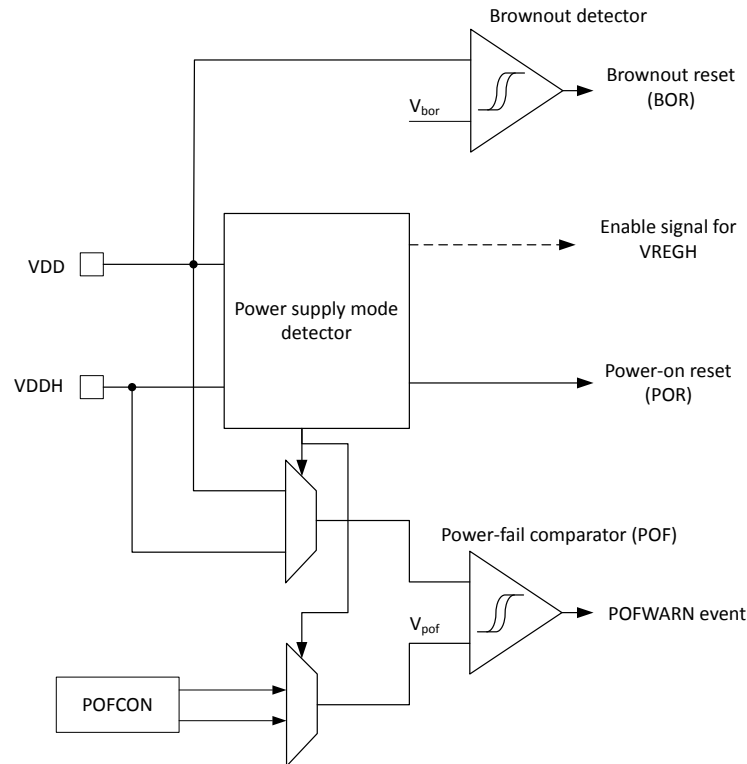 Brownout detector
Brownout reset
(BOR)
Vbor
Enable signal for
VREGH
VDD
Power supply mode
detector
VDDH
Power-on reset
(POR)
Power-fail comparator (POF)
POFWARN event
Vpof
POFCON